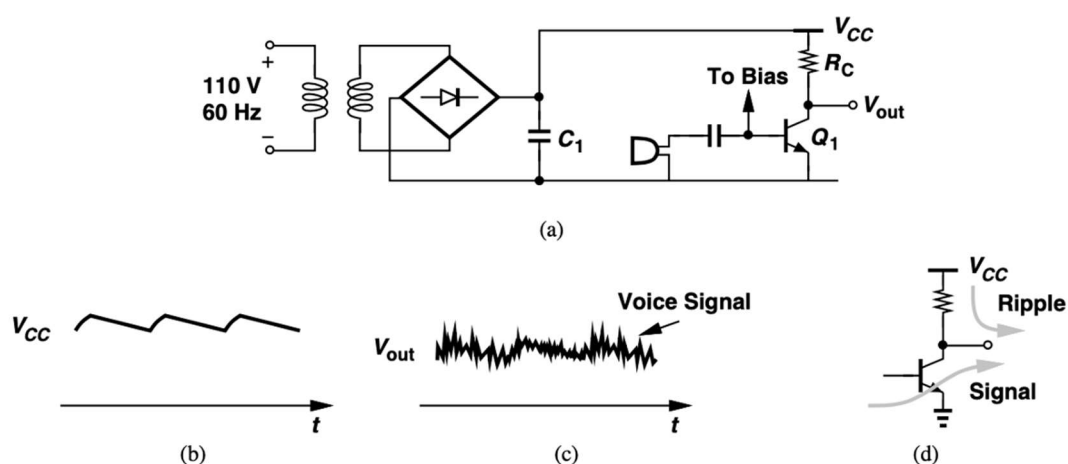 V_CC
R_C
To Bias
V_out
Q_1
110 V
60 Hz
+
−
C_1
(a)
V_CC
t
(b)
Voice Signal
V_out
t
(c)
V_CC
Ripple
Signal
(d)